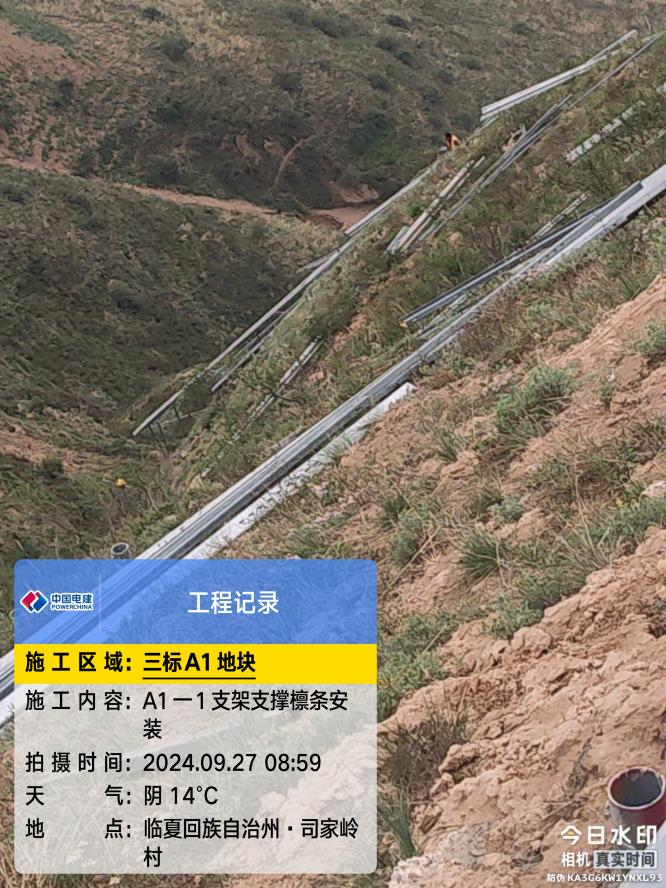 中国电建
POWERCHINA
工程记录
施工区域：三标A1地块
施工内容：A1一1支架支撑檩条安
装
拍摄时间：2024.09.27 08:59
天气：阴 14℃
地点：临夏回族自治州·司家岭
村
今日水印
相机 真实时间
防伪 KA3G6KW1YNXL93